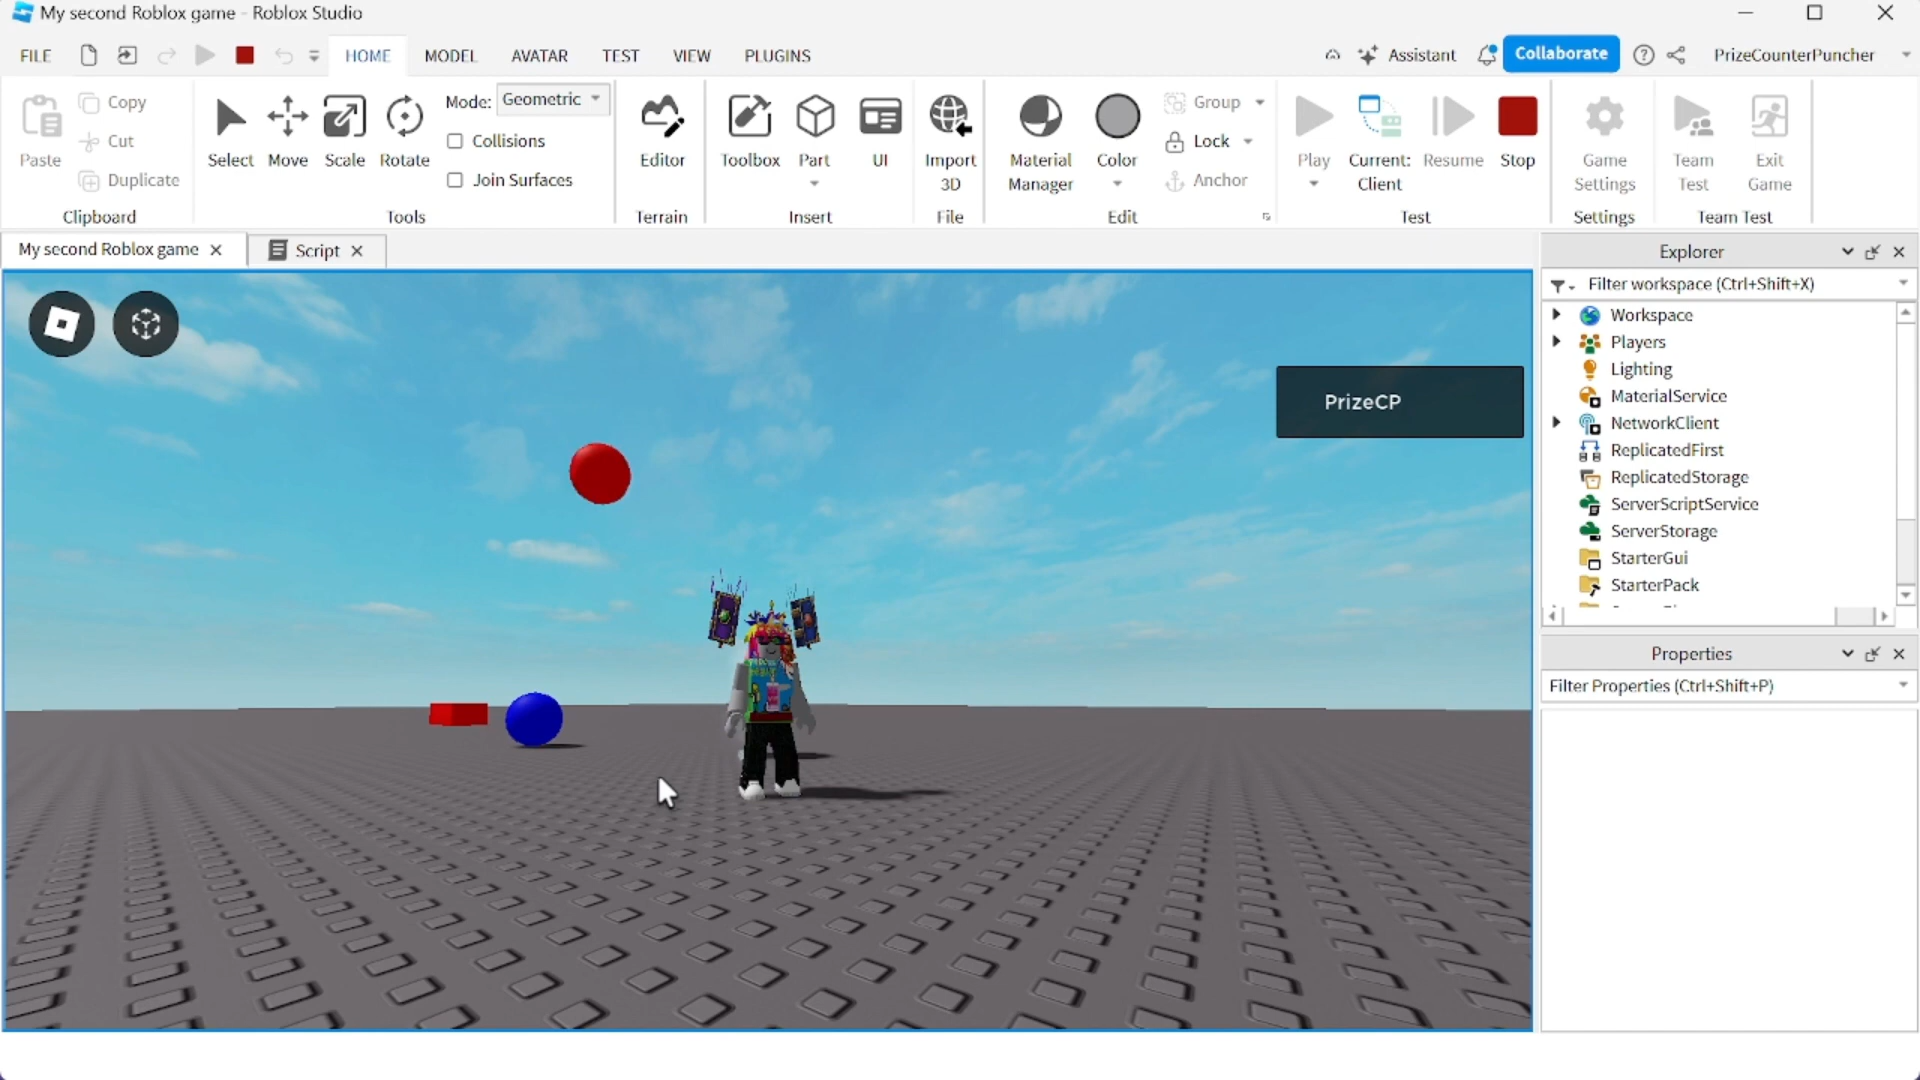 My second Roblox game - Roblox Studio
FILE HOME MODEL AVATAR TEST VIEW PLUGINS Assistant Collaborate PrizeCounterPuncher
Paste Copy Cut Duplicate
Clipboard
Select Move Scale Rotate
Mode: Geometric
Collisions
Join Surfaces
Tools
Editor
Terrain
Toolbox Part UI
Insert
Import 3D
File
Material Manager Color
Group
Lock
Anchor
Edit
Play Current: Client Resume Stop
Test
Game Settings
Settings
Team Test Exit Game
Team Test
My second Roblox game
Script
PrizeCP
Explorer
Filter workspace (Ctrl+Shift+X)
Workspace
Players
Lighting
MaterialService
NetworkClient
ReplicatedFirst
ReplicatedStorage
ServerScriptService
ServerStorage
StarterGui
StarterPack
Properties
Filter Properties (Ctrl+Shift+P)